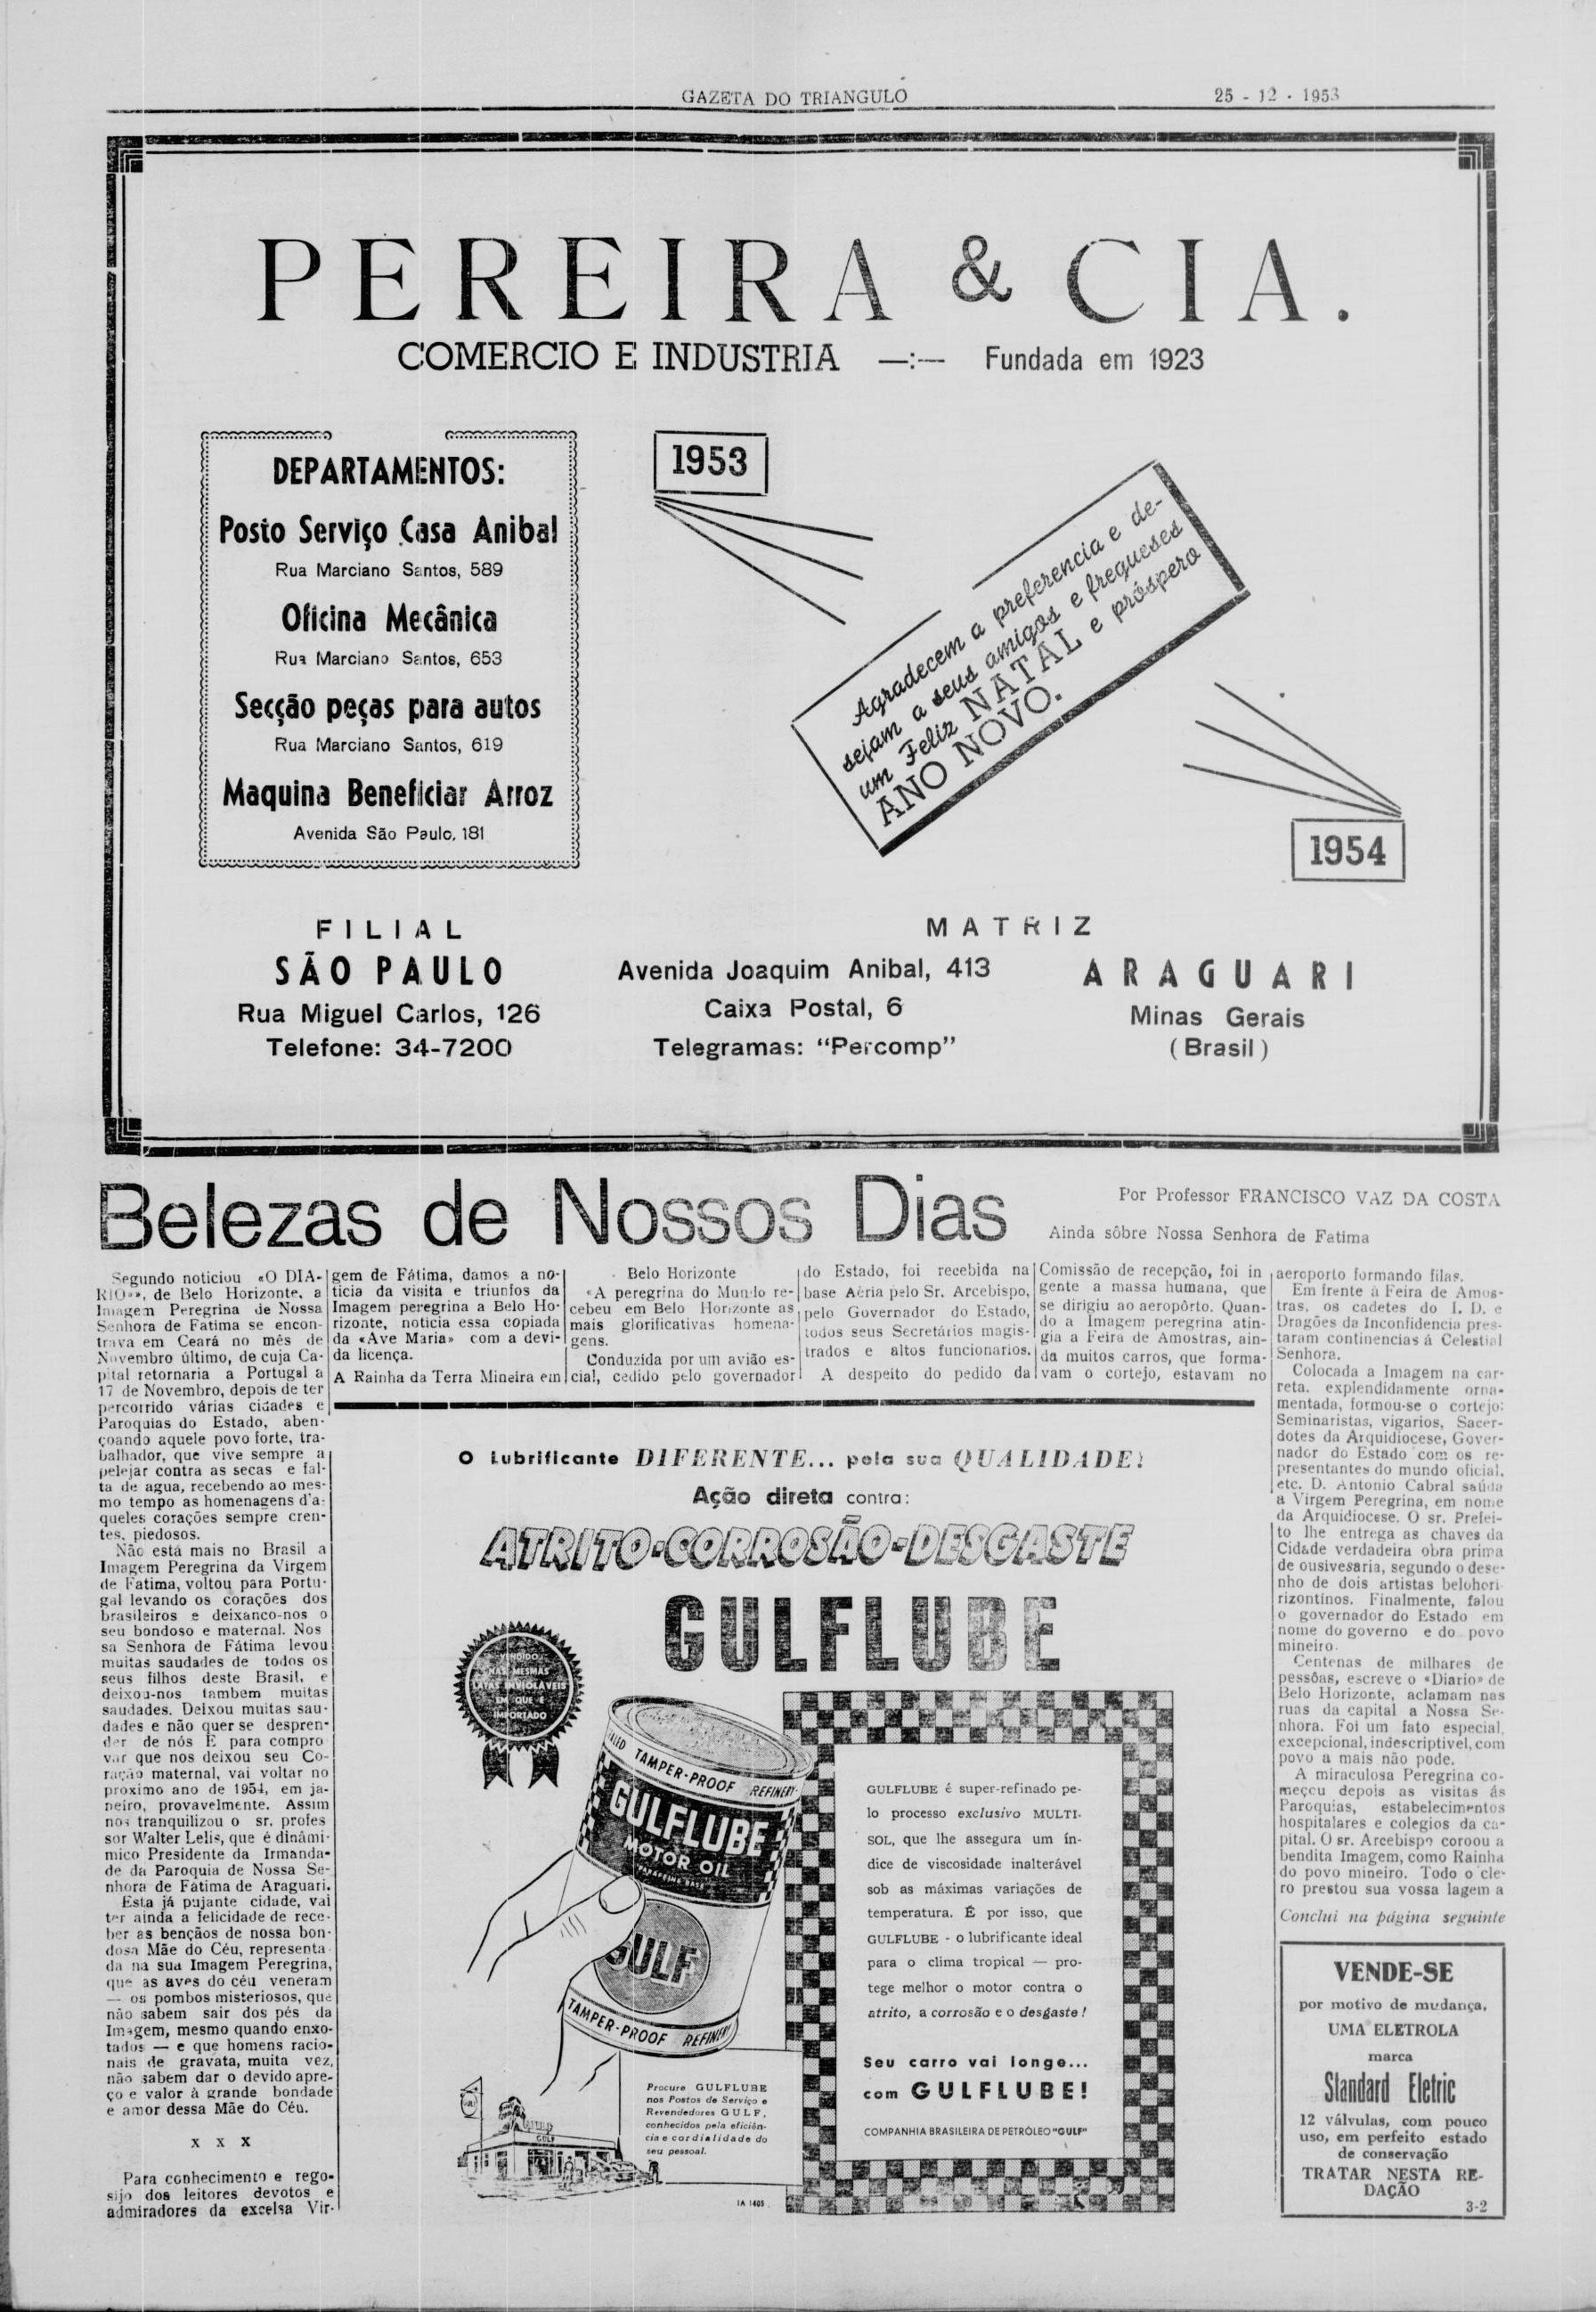 GAZETA DO TRIANGULO
25 - 12 - 1953
PEREIRA & CIA.
COMERCIO E INDUSTRIA —:— Fundada em 1923
DEPARTAMENTOS:
Posto Serviço Casa Anibal
Rua Marciano Santos, 589
Oficina Mecânica
Rua Marciano Santos, 653
Secção peças para autos
Rua Marciano Santos, 619
Maquina Beneficiar Arroz
Avenida São Paulo, 181
1953
Agradecem a preferencia e de-
sejam a seus amigos e fregueses
um Feliz NATAL e próspero
ANO NOVO.
1954
FILIAL
SÃO PAULO
Rua Miguel Carlos, 126
Telefone: 34-7200
MATRIZ
Avenida Joaquim Anibal, 413
Caixa Postal, 6
Telegramas: "Percomp"
ARAGUARI
Minas Gerais
(Brasil)
Belezas de Nossos Dias
Por Professor FRANCISCO VAZ DA COSTA
Ainda sôbre Nossa Senhora de Fatima
Segundo noticiou «O DIA-
RIO»», de Belo Horizonte, a
Imagem Peregrina de Nossa
Senhora de Fatima se encon-
trava em Ceará no mês de
Novembro último, de cuja Ca-
pital retornaria a Portugal a
17 de Novembro, depois de ter
percorrido várias cidades e
Paroquias do Estado, aben-
çoando aquele povo forte, tra-
balhador, que vive sempre a
pelejar contra as secas e fal-
ta de agua, recebendo ao mes-
mo tempo as homenagens d'a-
queles corações sempre cren-
tes, piedosos.
Não está mais no Brasil a
Imagem Peregrina da Virgem
de Fatima, voltou para Portu-
gal levando os corações dos
brasileiros e deixanco-nos o
seu bondoso e maternal. Nos
sa Senhora de Fátima levou
muitas saudades de todos os
seus filhos deste Brasil, e
deixou-nos tambem muitas
saudades. Deixou muitas sau-
dades e não quer se despren-
der de nós E para compro
var que nos deixou seu Co-
ração maternal, vai voltar no
proximo ano de 1954, em ja-
neiro, provavelmente. Assim
nos tranquilizou o sr. profes
sor Walter Lelis, que é dinâmi-
mico Presidente da Irmanda-
de da Paroquia de Nossa Se-
nhora de Fátima de Araguari.
Esta já pujante cidade, vai
ter ainda a felicidade de rece-
ber as bençãos de nossa bon-
dosa Mãe do Céu, representa
da na sua Imagem Peregrina,
que as aves do céu veneram
— os pombos misteriosos, que
não sabem sair dos pés da
Imagem, mesmo quando enxo-
tados — e que homens racio-
nais de gravata, muita vez,
não sabem dar o devido apre-
ço e valor à grande bondade
e amor dessa Mãe do Céu.
x x x
Para conhecimento e rego-
sijo dos leitores devotos e
admiradores da excelsa Vir-
gem de Fátima, damos a no-
ticia da visita e triunfos da
Imagem peregrina a Belo Ho-
rizonte, noticia essa copiada
da «Ave Maria» com a devi-
da licença.
A Rainha da Terra Mineira em
Belo Horizonte
«A peregrina do Mundo re-
cebeu em Belo Horizonte as
mais glorificativas homena-
gens.
Conduzida por um avião es-
cial, cedido pelo governador
do Estado, foi recebida na
base Aéria pelo Sr. Arcebispo,
pelo Governador do Estado,
todos seus Secretários magis-
trados e altos funcionarios.
A despeito do pedido da
Comissão de recepção, foi in
gente a massa humana, que
se dirigiu ao aeropôrto. Quan-
do a Imagem peregrina atin-
gia a Feira de Amostras, ain-
da muitos carros, que forma-
vam o cortejo, estavam no
aeroporto formando filas.
Em frente à Feira de Amos-
tras, os cadetes do I. D. e
Dragões da Inconfidencia pres-
taram continencias á Celestial
Senhora.
Colocada a Imagem na car-
reta. explendidamente orna-
mentada, formou-se o cortejo:
Seminaristas, vigarios, Sacer-
dotes da Arquidiocese, Gover-
nador do Estado com os re-
presentantes do mundo oficial,
etc. D. Antonio Cabral saúda
a Virgem Peregrina, em nome
da Arquidiocese. O sr. Prefei-
to lhe entrega as chaves da
Cidade verdadeira obra prima
de ousivesaria, segundo o dese-
nho de dois artistas belohori
rizontinos. Finalmente, falou
o governador do Estado em
nome do governo e do povo
mineiro.
Centenas de milhares de
pessôas, escreve o «Diario» de
Belo Horizonte, aclamam nas
ruas da capital a Nossa Se-
nhora. Foi um fato especial,
excepcional, indescriptivel, com
povo a mais não pode.
A miraculosa Peregrina co-
meçcu depois as visitas ás
Paroquias, estabelecimentos
hospitalares e colegios da ca-
pital. O sr. Arcebispo coroou a
bendita Imagem, como Rainha
do povo mineiro. Todo o cle-
ro prestou sua vossa lagem a
Conclui na página seguinte
O Lubrificante DIFERENTE... pela sua QUALIDADE!
Ação direta contra:
ATRITO-CORROSÃO-DESGASTE
GULFLUBE
VENDIDO
NAS MESMAS
LATAS INVIOLÁVEIS
EM QUE É
IMPORTADO
TAMPER-PROOF REFINERY
GULFLUBE
MOTOR OIL
GULF
TAMPER-PROOF REFINERY
GULFLUBE é super-refinado pe-
lo processo exclusivo MULTI-
SOL, que lhe assegura um ín-
dice de viscosidade inalterável
sob as máximas variações de
temperatura. É por isso, que
GULFLUBE - o lubrificante ideal
para o clima tropical — pro-
tege melhor o motor contra o
atrito, a corrosão e o desgaste!
Seu carro vai longe...
com GULFLUBE!
COMPANHIA BRASILEIRA DE PETRÓLEO "GULF"
Procure GULFLUBE
nos Postos de Serviço e
Revendedores GULF,
conhecidos pela eficiên-
cia e cordialidade do
seu pessoal.
GULF
IA 1405
VENDE-SE
por motivo de mudança,
UMA ELETROLA
marca
Standard Eletric
12 válvulas, com pouco
uso, em perfeito estado
de conservação
TRATAR NESTA RE-
DAÇÃO
3-2